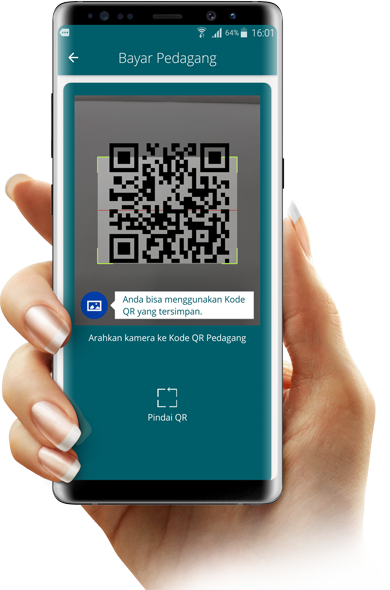 64% 16:01
Bayar Pedagang
Anda bisa menggunakan Kode
QR yang tersimpan.
Arahkan kamera ke Kode QR Pedagang
Pindai QR